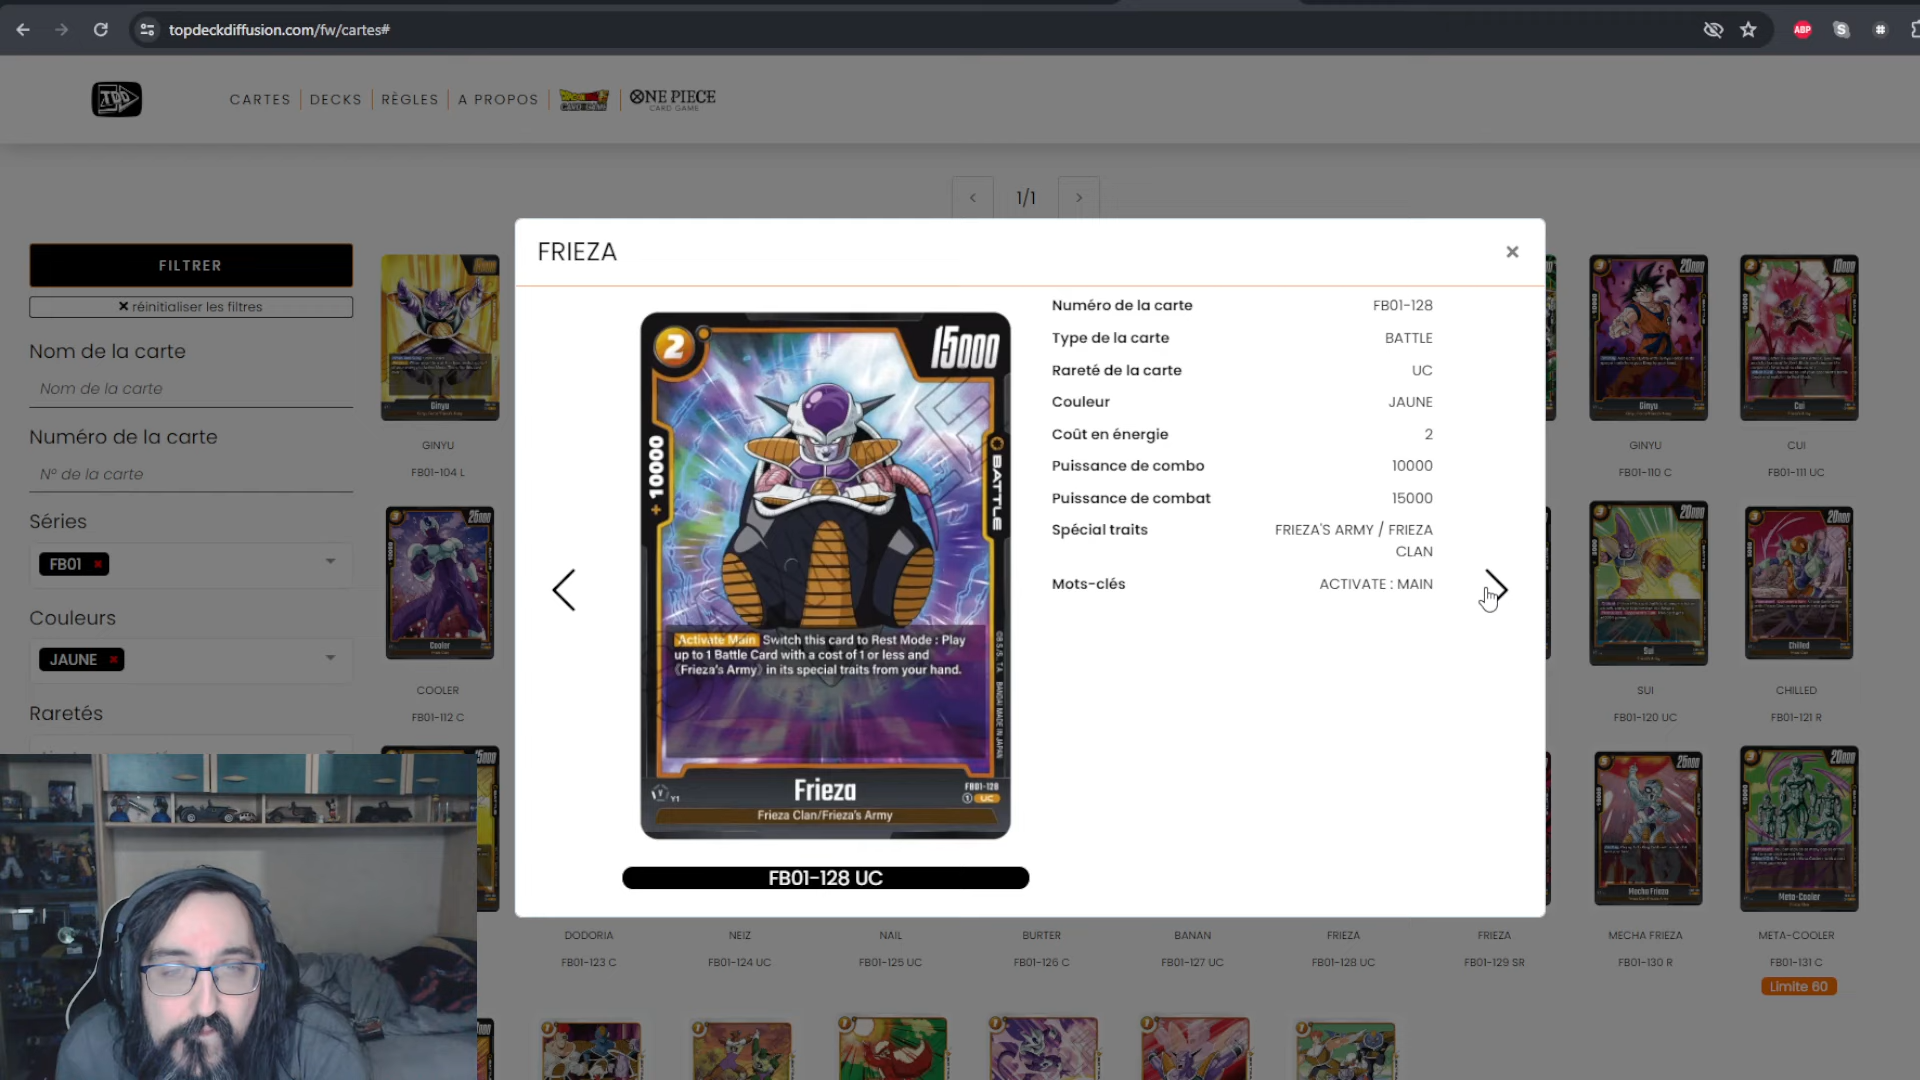 topdeckdiffusion.com/fw/cartes#
ABP
S
#
TDD
CARTES
DECKS
RÈGLES
A PROPOS
ONE PIECE
CARD GAME
1/1
FRIEZA
FILTRER
réinitialiser les filtres
Nom de la carte
Nom de la carte
Numéro de la carte
N° de la carte
Séries
FB01
Couleurs
JAUNE
Raretés
GINYU
FB01-104 L
COOLER
FB01-112 C
2
15000
10000
BATTLE
Activate Main Switch this card to Rest Mode : Play
up to 1 Battle Card with a cost of 1 or less and
《Frieza's Army》 in its special traits from your hand.
Frieza
FB01-128
UC
Frieza Clan/Frieza's Army
FB01-128 UC
Numéro de la carte FB01-128
Type de la carte BATTLE
Rareté de la carte UC
Couleur JAUNE
Coût en énergie 2
Puissance de combo 10000
Puissance de combat 15000
Spécial traits FRIEZA'S ARMY / FRIEZA
CLAN
Mots-clés ACTIVATE : MAIN
GINYU
FB01-110 C
CUI
FB01-111 UC
SUI
FB01-120 UC
CHILLED
FB01-121 R
DODORIA
FB01-123 C
NEIZ
FB01-124 UC
NAIL
FB01-125 UC
BURTER
FB01-126 C
BANAN
FB01-127 UC
FRIEZA
FB01-128 UC
FRIEZA
FB01-129 SR
MECHA FRIEZA
FB01-130 R
META-COOLER
FB01-131 C
Limite 60